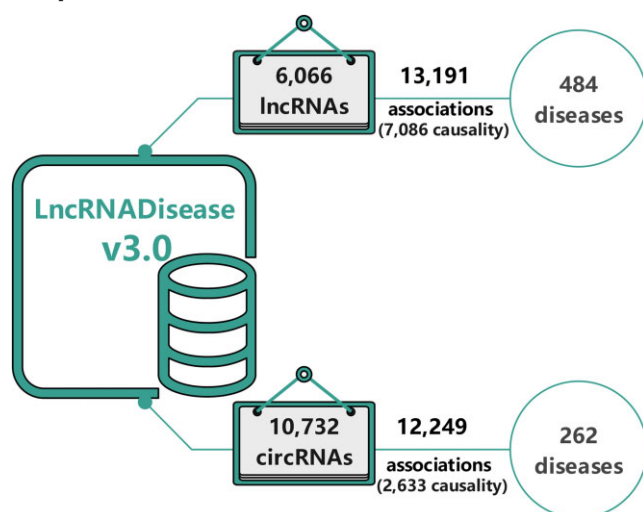 6,066
lncRNAs
13,191
associations
(7,086 causality)
484
diseases
LncRNADisease
v3.0
10,732
circRNAs
12,249
associations
(2,633 causality)
262
diseases